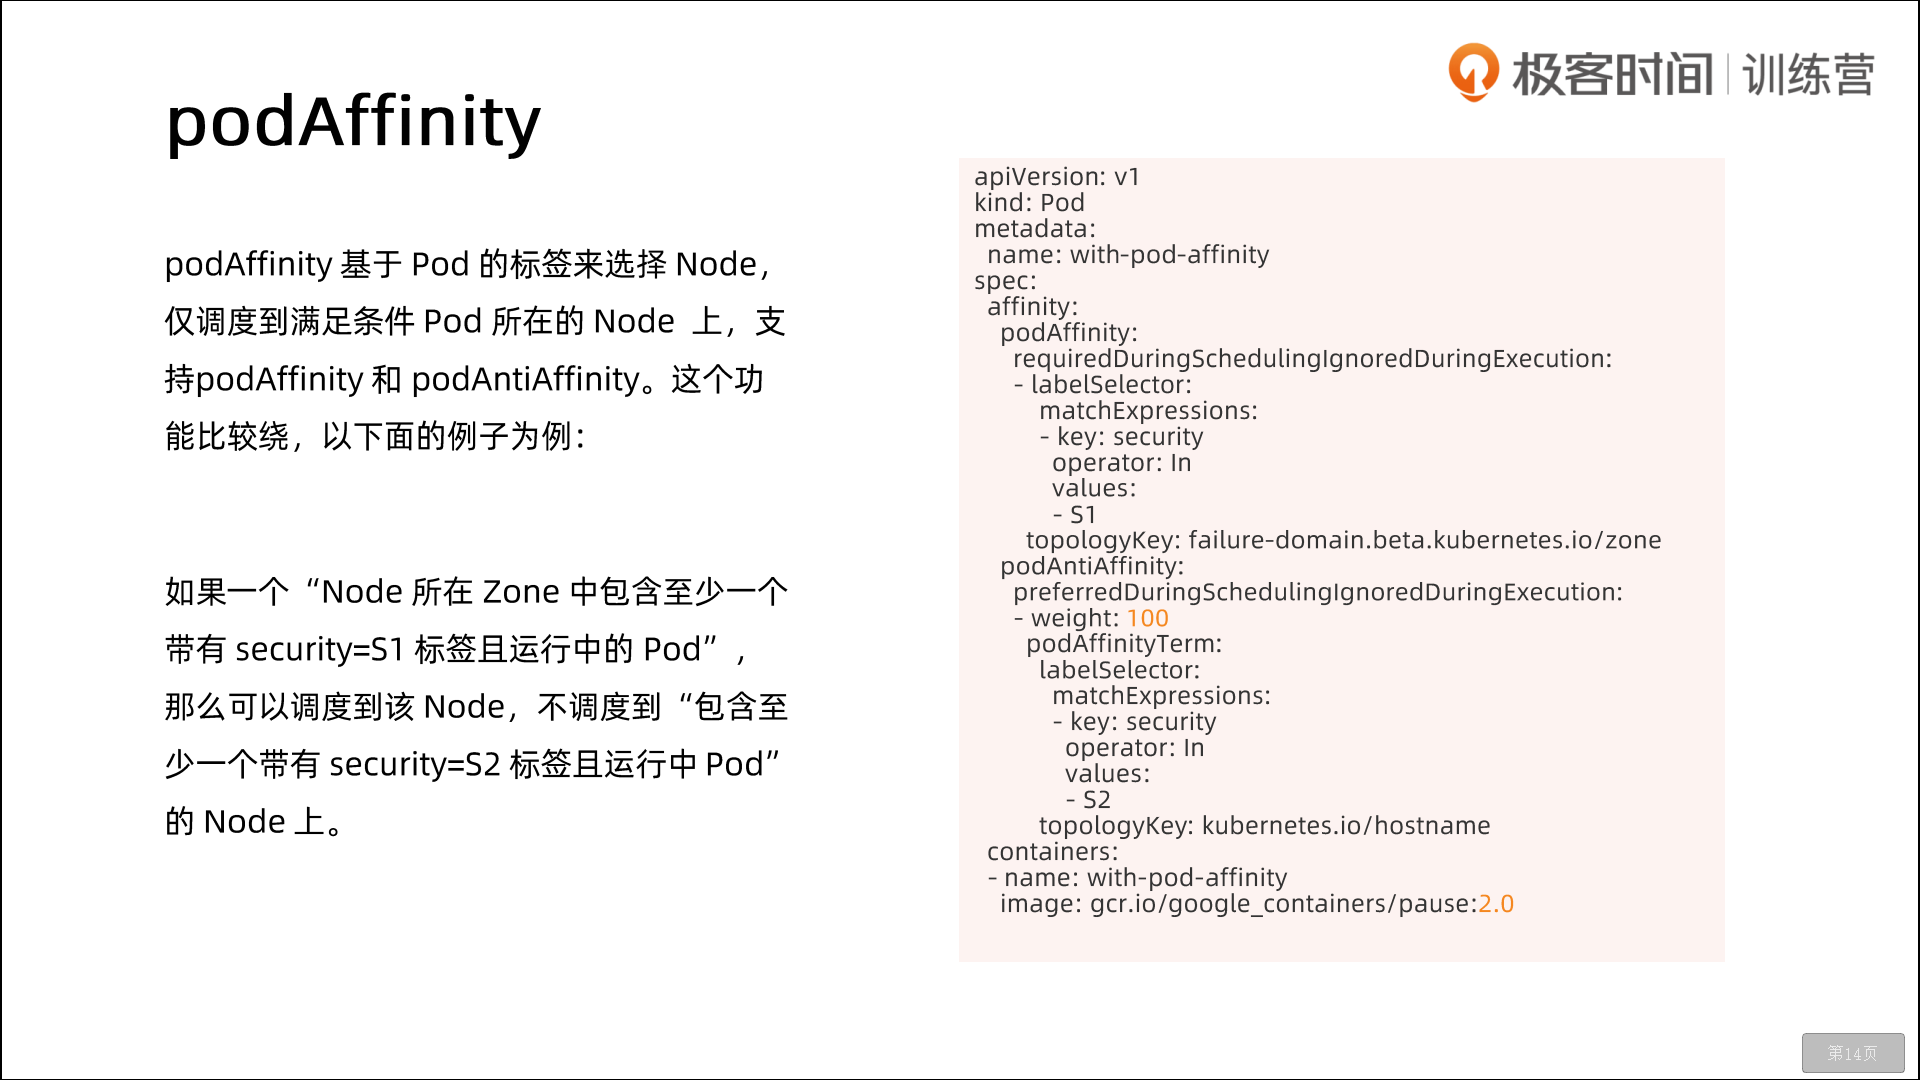 极客时间 | 训练营
podAffinity
podAffinity 基于 Pod 的标签来选择 Node，
仅调度到满足条件 Pod 所在的 Node 上，支
持podAffinity 和 podAntiAffinity。这个功
能比较绕，以下面的例子为例：
如果一个“Node 所在 Zone 中包含至少一个
带有 security=S1 标签且运行中的 Pod”，
那么可以调度到该 Node，不调度到“包含至
少一个带有 security=S2 标签且运行中 Pod”
的 Node 上。
apiVersion: v1
kind: Pod
metadata:
  name: with-pod-affinity
spec:
  affinity:
    podAffinity:
      requiredDuringSchedulingIgnoredDuringExecution:
      - labelSelector:
          matchExpressions:
          - key: security
            operator: In
            values:
            - S1
        topologyKey: failure-domain.beta.kubernetes.io/zone
    podAntiAffinity:
      preferredDuringSchedulingIgnoredDuringExecution:
      - weight: 100
        podAffinityTerm:
          labelSelector:
            matchExpressions:
            - key: security
              operator: In
              values:
              - S2
          topologyKey: kubernetes.io/hostname
  containers:
  - name: with-pod-affinity
    image: gcr.io/google_containers/pause:2.0
第14页